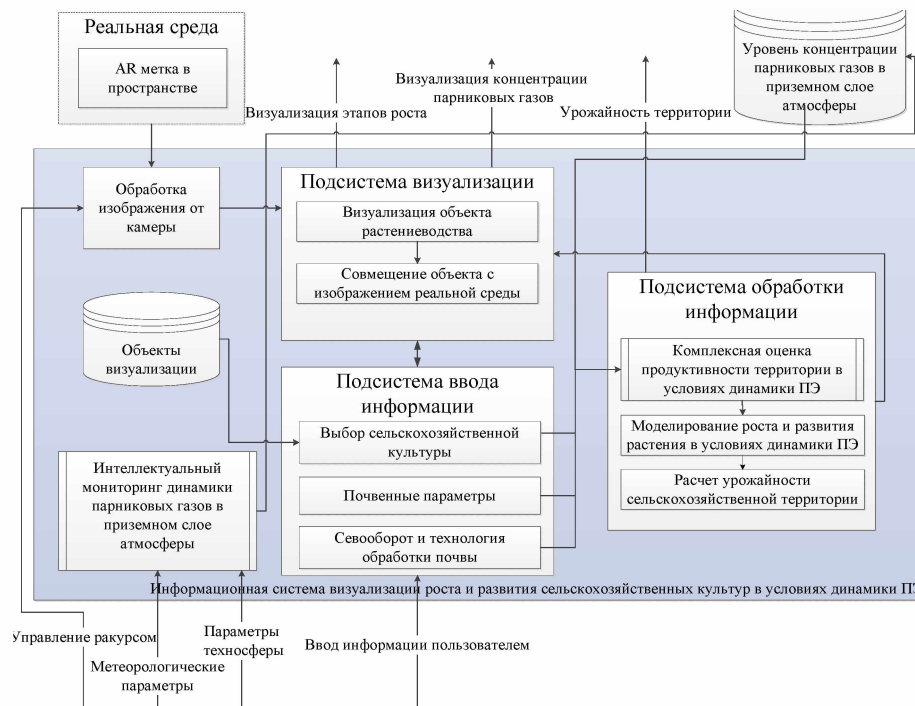 Реальная среда
AR метка в
пространстве
Визуализация этапов роста
Визуализация концентрации
парниковых газов
Урожайность территории
Уровень концентрации
парниковых газов в
приземном слое
атмосферы
Обработка
изображения от
камеры
Подсистема визуализации
Визуализация объекта
растениеводства
Совмещение объекта с
изображением реальной среды
Объекты
визуализации
Подсистема ввода
информации
Выбор сельскохозяйственной
культуры
Почвенные параметры
Севооборот и технология
обработки почвы
Подсистема обработки
информации
Комплексная оценка
продуктивности территории в
условиях динамики ПЭ
Моделирование роста и развития
растения в условиях динамики ПЭ
Расчет урожайности
сельскохозяйственной территории
Интеллектуальный
мониторинг динамики
парниковых газов в
приземном слое
атмосферы
Информационная система визуализации роста и развития сельскохозяйственных культур в условиях динамики ПЭ
Управление ракурсом
Метеорологические
параметры
Параметры
техносферы
Ввод информации пользователем